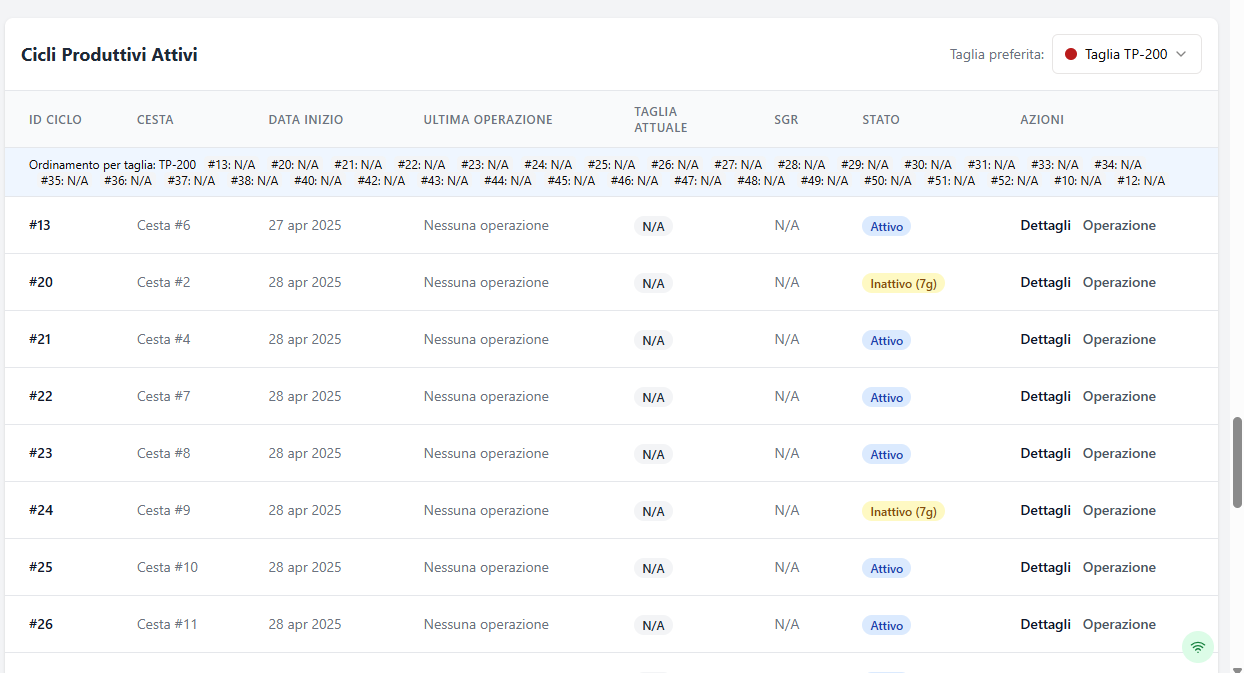 Cicli Produttivi Attivi
Taglia preferita: Taglia TP-200
ID CICLO CESTA DATA INIZIO ULTIMA OPERAZIONE TAGLIA ATTUALE SGR STATO AZIONI
Ordinamento per taglia: TP-200 #13: N/A #20: N/A #21: N/A #22: N/A #23: N/A #24: N/A #25: N/A #26: N/A #27: N/A #28: N/A #29: N/A #30: N/A #31: N/A #33: N/A #34: N/A
#35: N/A #36: N/A #37: N/A #38: N/A #40: N/A #42: N/A #43: N/A #44: N/A #45: N/A #46: N/A #47: N/A #48: N/A #49: N/A #50: N/A #51: N/A #52: N/A #10: N/A #12: N/A
#13 Cesta #6 27 apr 2025 Nessuna operazione N/A N/A Attivo Dettagli Operazione
#20 Cesta #2 28 apr 2025 Nessuna operazione N/A N/A Inattivo (7g) Dettagli Operazione
#21 Cesta #4 28 apr 2025 Nessuna operazione N/A N/A Attivo Dettagli Operazione
#22 Cesta #7 28 apr 2025 Nessuna operazione N/A N/A Attivo Dettagli Operazione
#23 Cesta #8 28 apr 2025 Nessuna operazione N/A N/A Attivo Dettagli Operazione
#24 Cesta #9 28 apr 2025 Nessuna operazione N/A N/A Inattivo (7g) Dettagli Operazione
#25 Cesta #10 28 apr 2025 Nessuna operazione N/A N/A Attivo Dettagli Operazione
#26 Cesta #11 28 apr 2025 Nessuna operazione N/A N/A Attivo Dettagli Operazione